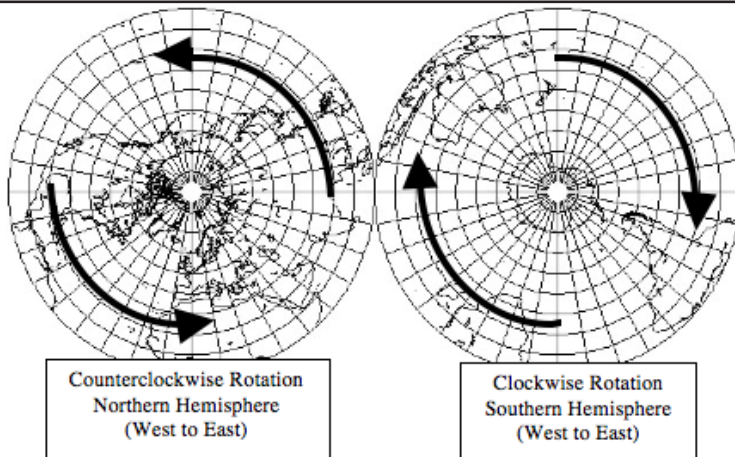 Counterclockwise Rotation
Northern Hemisphere
(West to East)
Clockwise Rotation
Southern Hemisphere
(West to East)